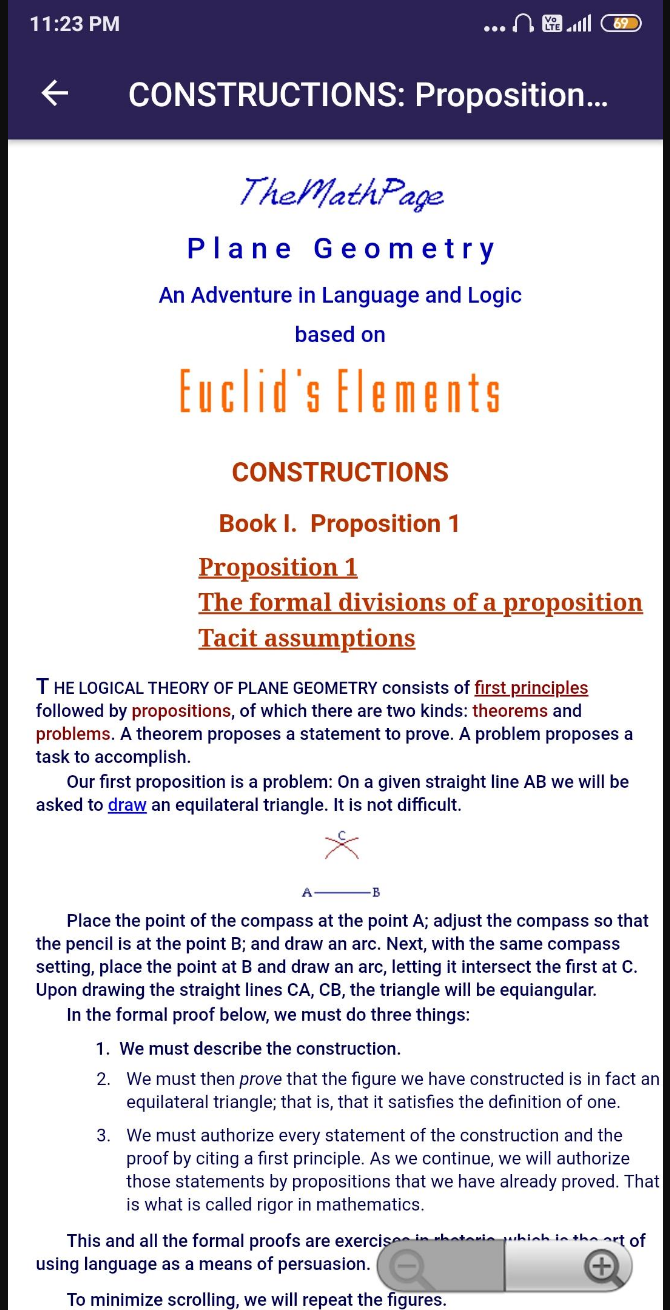 11:23 PM
Vo LTE
69
CONSTRUCTIONS: Proposition...
TheMathPage
Plane Geometry
An Adventure in Language and Logic
based on
Euclid's Elements
CONSTRUCTIONS
Book I. Proposition 1
Proposition 1
The formal divisions of a proposition
Tacit assumptions
T HE LOGICAL THEORY OF PLANE GEOMETRY consists of first principles
followed by propositions, of which there are two kinds: theorems and
problems. A theorem proposes a statement to prove. A problem proposes a
task to accomplish.
Our first proposition is a problem: On a given straight line AB we will be
asked to draw an equilateral triangle. It is not difficult.
C
A B
Place the point of the compass at the point A; adjust the compass so that
the pencil is at the point B; and draw an arc. Next, with the same compass
setting, place the point at B and draw an arc, letting it intersect the first at C.
Upon drawing the straight lines CA, CB, the triangle will be equiangular.
In the formal proof below, we must do three things:
1. We must describe the construction.
2. We must then prove that the figure we have constructed is in fact an
equilateral triangle; that is, that it satisfies the definition of one.
3. We must authorize every statement of the construction and the
proof by citing a first principle. As we continue, we will authorize
those statements by propositions that we have already proved. That
is what is called rigor in mathematics.
This and all the formal proofs are exercises in rhetoric, which is the art of
using language as a means of persuasion.
To minimize scrolling, we will repeat the figures.